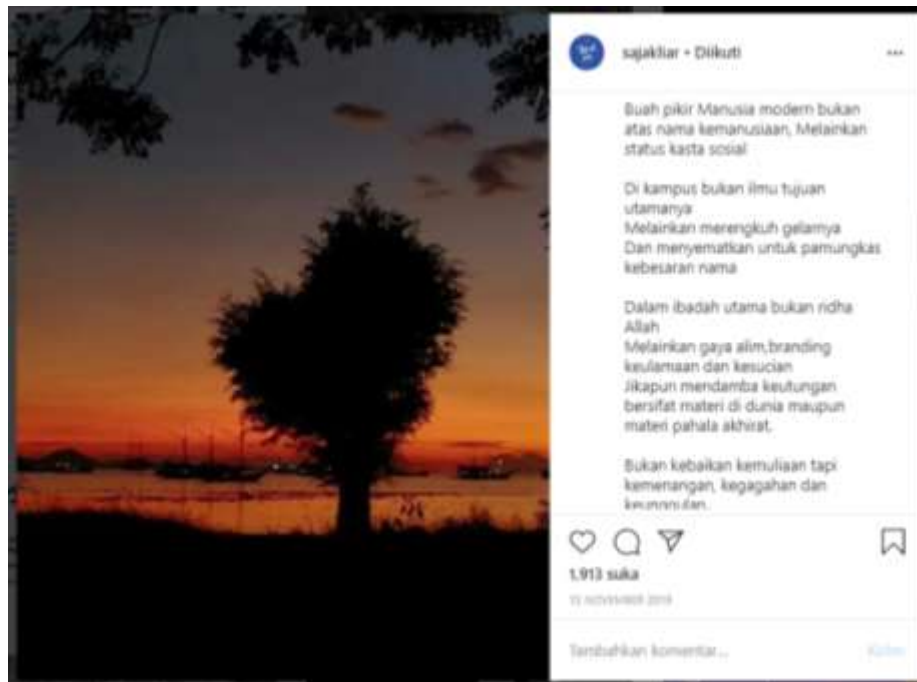 sajakliar • Diikuti
Buah pikir Manusia modern bukan
atas nama kemanusiaan, Melainkan
status kasta sosial
Di kampus bukan ilmu tujuan
utamanya
Melainkan merengkuh gelarnya
Dan menyematkan untuk pamungkas
kebesaran nama
Dalam ibadah utama bukan ridha
Allah
Melainkan gaya alim,branding
keulamaan dan kesucian
Jikapun mendamba keutungan
bersifat materi di dunia maupun
materi pahala akhirat.
Bukan kebaikan kemuliaan tapi
kemenangan, kegagahan dan
keunggulan.
1.913 suka
NOVEMBER
Tambahkan komentar...
Kirim